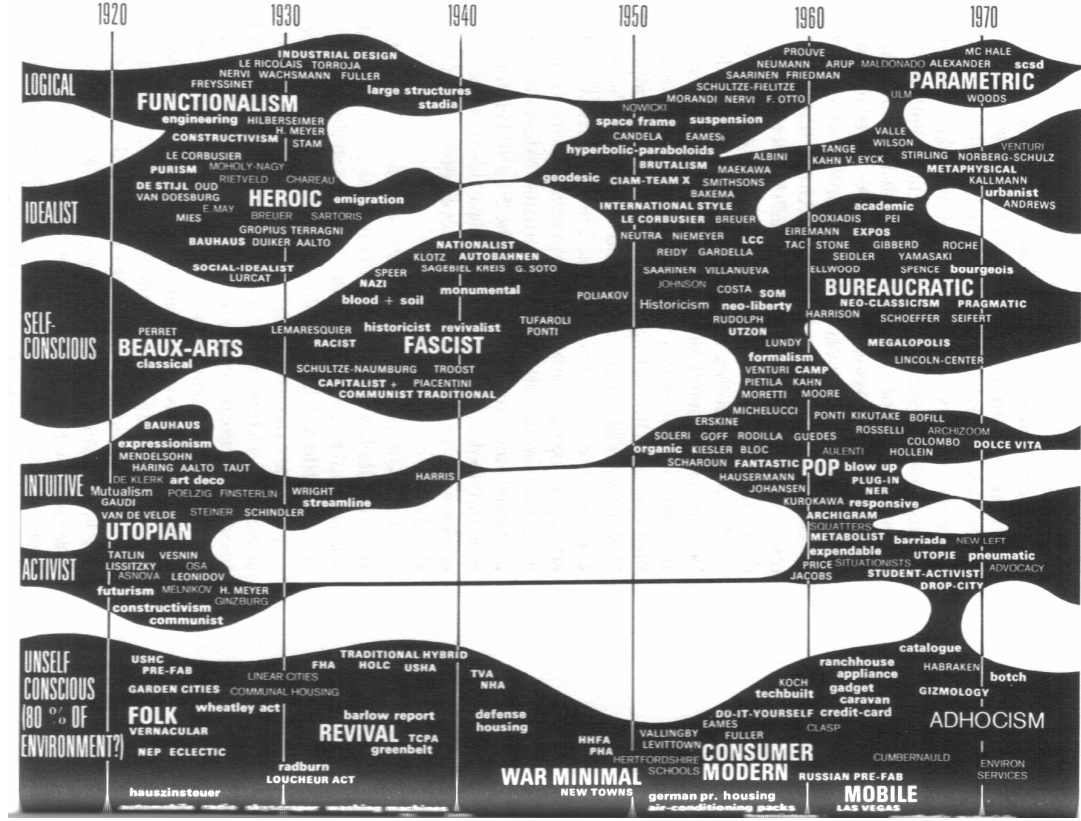 1920 1930 1940 1950 1960 1970
LOGICAL
INDUSTRIAL DESIGN
LE RICOLAIS TORROJA
NERVI WACHSMANN FULLER
FREYSSINET
large structures
stadia
FUNCTIONALISM
engineering HILBERSEIMER
H. MEYER
CONSTRUCTIVISM
STAM
PROUVE
NEUMANN ARUP MALDONADO ALEXANDER
MC HALE
scsd
SAARINEN FRIEDMAN
PARAMETRIC
SCHULTZE-FIELITZE
MORANDI NERVI F. OTTO
ULM
WOODS
NOWICKI
space frame suspension
CANDELA EAMES
hyperbolic-paraboloids
BRUTALISM
ALBINI
VALLE
WILSON
TANGE
KAHN V. EYCK
STIRLING
VENTURI
NORBERG-SCHULZ
METAPHYSICAL
KALLMANN
urbanist
ANDREWS
IDEALIST
LE CORBUSIER
PURISM MOHOLY-NAGY
RIETVELD CHAREAU
DE STIJL OUD
VAN DOESBURG
HEROIC emigration
E. MAY
MIES BREUER SARTORIS
GROPIUS TERRAGNI
BAUHAUS DUIKER AALTO
SOCIAL-IDEALIST
LURCAT
geodesic CIAM-TEAM X
MAEKAWA
SMITHSONS
BAKEMA
INTERNATIONAL STYLE
LE CORBUSIER BREUER
NEUTRA NIEMEYER LCC
REIDY GARDELLA
academic
DOXIADIS PEI
EIREMANN EXPOS
TAC STONE GIBBERD ROCHE
SEIDLER YAMASAKI
ELLWOOD SPENCE bourgeois
BUREAUCRATIC
NEO-CLASSICISM PRAGMATIC
HARRISON
SCHOEFFER SEIFERT
MEGALOPOLIS
LINCOLN-CENTER
SELF-
CONSCIOUS
NATIONALIST
KLOTZ AUTOBAHNEN
SPEER SAGEBIEL KREIS G. SOTO
NAZI
monumental
blood + soil
PERRET
BEAUX-ARTS
classical
LEMARESQUIER historicist revivalist
RACIST
FASCIST
TUFAROLI
PONTI
POLIAKOV
SCHULTZE-NAUMBURG TROOST
CAPITALIST + PIACENTINI
COMMUNIST TRADITIONAL
SAARINEN VILLANUEVA
JOHNSON COSTA SOM
Historicism neo-liberty
RUDOLPH
UTZON
LUNDY
formalism
VENTURI CAMP
PIETILA KAHN
MORETTI MOORE
INTUITIVE
BAUHAUS
expressionism
MENDELSOHN
HARING AALTO TAUT
DE KLERK art deco
Mutualism POELZIG FINSTERLIN WRIGHT
GAUDI
streamline
VAN DE VELDE STEINER SCHINDLER
HARRIS
UTOPIAN
MICHELUCCI
ERSKINE
PONTI KIKUTAKE BOFILL
ROSSELLI ARCHIZOOM
SOLERI GOFF RODILLA GUEDES
COLOMBO DOLCE VITA
organic KIESLER BLOC
AULENTI HOLLEIN
SCHAROUN FANTASTIC POP blow up
HAUSERMANN
PLUG-IN
JOHANSEN
NER
KUROKAWA responsive
ARCHIGRAM
SQUATTERS
METABOLIST barriada NEW LEFT
expendable UTOPIE pneumatic
PRICE SITUATIONISTS ADVOCACY
JACOBS STUDENT-ACTIVIST
DROP-CITY
ACTIVIST
TATLIN VESNIN
LISSITZKY OSA
ASNOVA LEONIDOV
futurism MELNIKOV H. MEYER
GINZBURG
constructivism
communist
UNSELF
CONSCIOUS
(80 % OF
ENVIRONMENT?)
USHC
PRE-FAB
TRADITIONAL HYBRID
FHA HOLC USHA
LINEAR CITIES
GARDEN CITIES COMMUNAL HOUSING
TVA
NHA
wheatley act
FOLK
VERNACULAR
barlow report
REVIVAL TCPA
greenbelt
NEP ECLECTIC
radburn
LOUCHEUR ACT
hauszinsteuer
automobile radio skyscraper washing machines
defense
housing
HHFA
PHA
WAR MINIMAL
NEW TOWNS
VALLINGBY
LEVITTOWN
HERTFORDSHIRE
SCHOOLS
german pr. housing
air-conditioning packs
catalogue
ranchhouse
appliance
HABRAKEN
KOCH
techbuilt
gadget
caravan
botch
GIZMOLOGY
DO-IT-YOURSELF credit-card
EAMES
FULLER
CLASP
ADHOCISM
CONSUMER
MODERN
CUMBERNAULD
ENVIRON
SERVICES
RUSSIAN PRE-FAB
MOBILE
LAS VEGAS